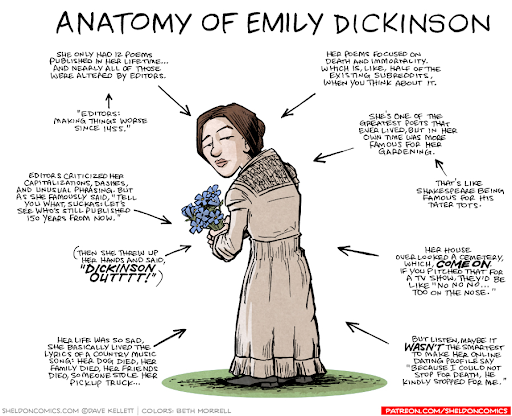 ANATOMY OF EMILY DICKINSON
SHE ONLY HAD 12 POEMS
PUBLISHED IN HER LIFETIME...
AND NEARLY ALL OF THOSE
WERE ALTERED BY EDITORS.
"EDITORS:
MAKING THINGS WORSE
SINCE 1455."
EDITORS CRITICIZED HER
CAPITALIZATIONS, DASHES,
AND UNUSUAL PHRASING. BUT
AS SHE FAMOUSLY SAID, "TELL
YOU WHAT, SUCKAS: LET'S
SEE WHO'S STILL PUBLISHED
150 YEARS FROM NOW."
(THEN SHE THREW UP
HER HANDS AND SAID,
"DICKINSON,
OUTTTT!")
HER LIFE WAS SO SAD,
SHE BASICALLY LIVED THE
LYRICS OF A COUNTRY MUSIC
SONG: HER DOG DIED, HER
FAMILY DIED, HER FRIENDS
DIED, SOMEONE STOLE HER
PICKUP TRUCK...
HER POEMS FOCUSED ON
DEATH AND IMMORTALITY.
WHICH IS, LIKE, HALF OF THE
EXISTING SUBREDDITS,
WHEN YOU THINK ABOUT IT.
SHE'S ONE OF THE
GREATEST POETS THAT
EVER LIVED, BUT IN HER
OWN TIME WAS MORE
FAMOUS FOR HER
GARDENING.
THAT'S LIKE
SHAKESPEARE BEING
FAMOUS FOR HIS
TATER TOTS.
HER HOUSE
OVERLOOKED A CEMETERY,
WHICH, COME ON.
IF YOU PITCHED THAT FOR
A TV SHOW, THEY'D BE
LIKE "NO NO NO...
TOO ON THE NOSE."
BUT LISTEN, MAYBE IT
WASN'T THE SMARTEST
TO MAKE HER ONLINE
DATING PROFILE SAY
"BECAUSE I COULD NOT
STOP FOR DEATH, HE
KINDLY STOPPED FOR ME."
SHELDONCOMICS.COM ©DAVE KELLETT | COLORS: BETH MORRELL
PATREON.COM/SHELDONCOMICS